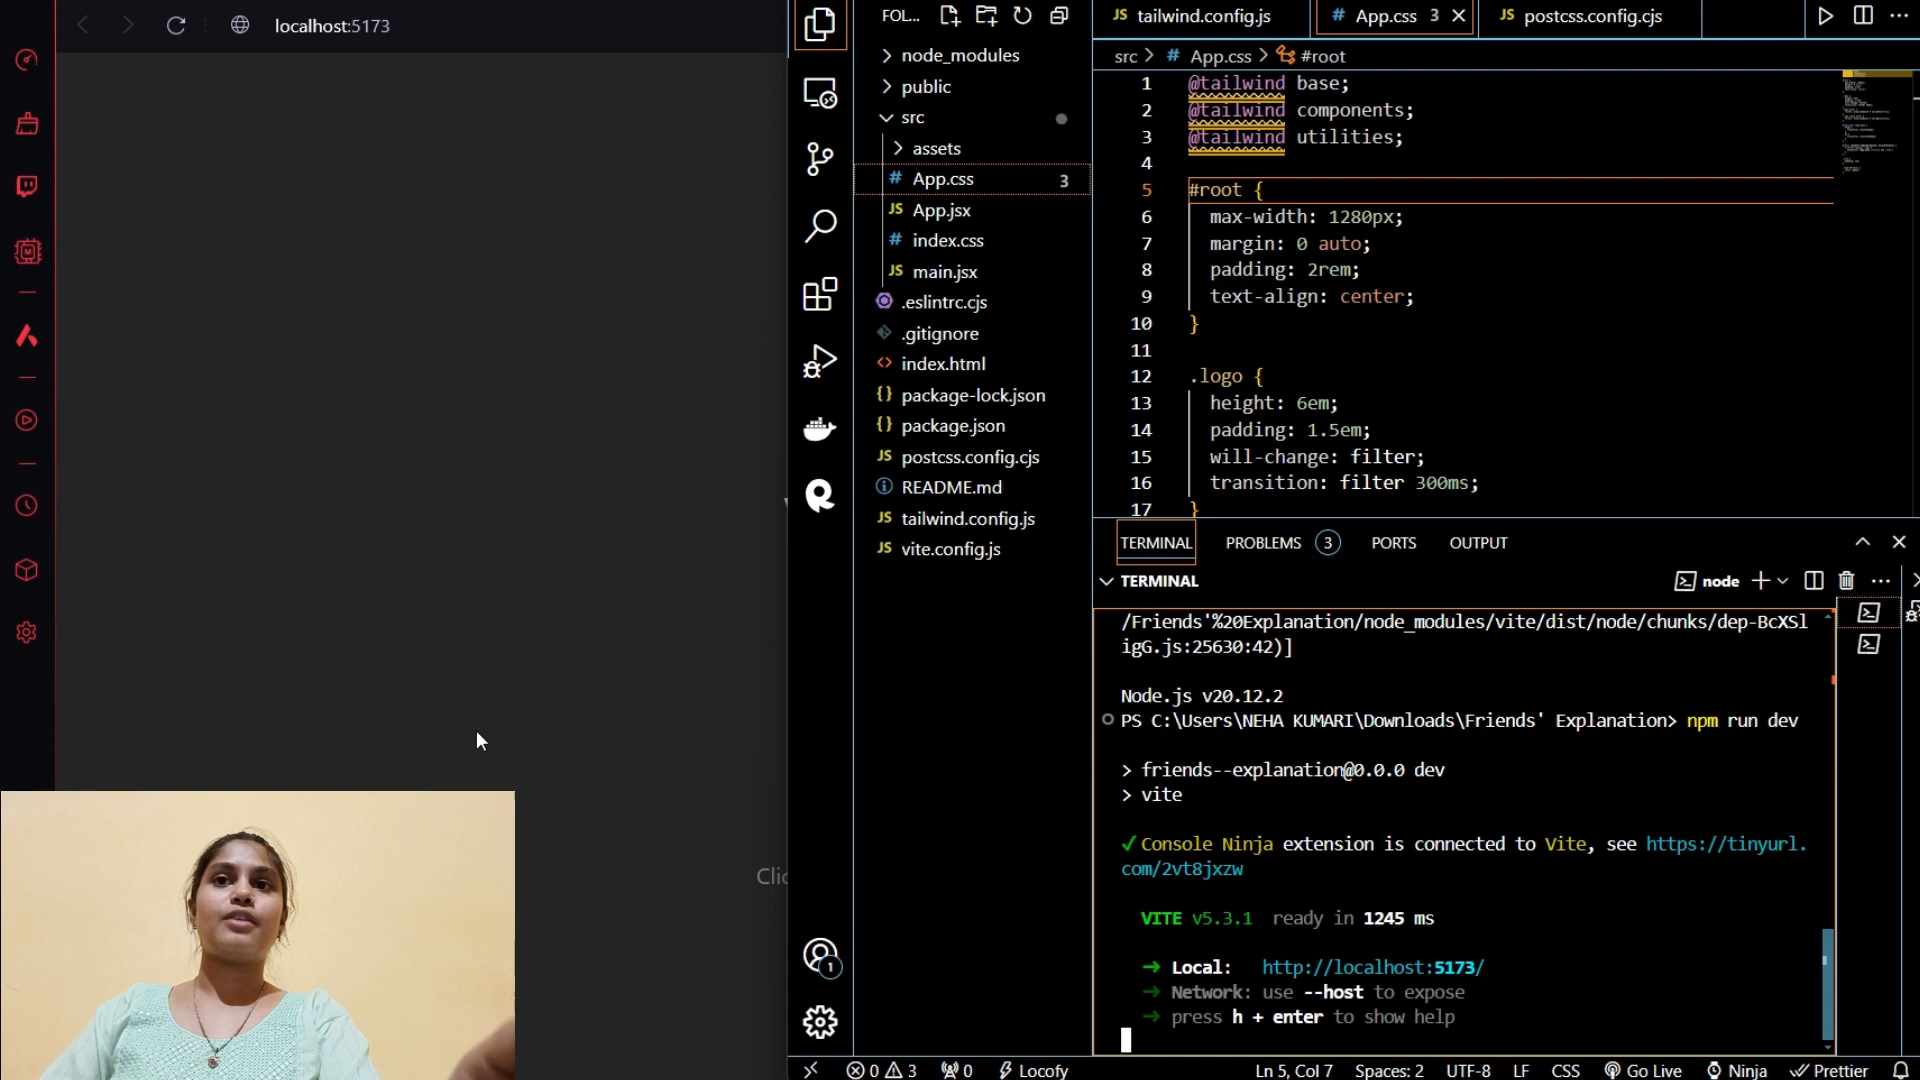 localhost:5173
Clic
FOL...
node_modules
public
src
assets
App.css 3
App.jsx
index.css
main.jsx
.eslintrc.cjs
.gitignore
index.html
package-lock.json
package.json
postcss.config.cjs
README.md
tailwind.config.js
vite.config.js
1
JS tailwind.config.js
# App.css 3
JS postcss.config.cjs
src > # App.css > #root
1 @tailwind base;
2 @tailwind components;
3 @tailwind utilities;
4
5 #root {
6 max-width: 1280px;
7 margin: 0 auto;
8 padding: 2rem;
9 text-align: center;
10 }
11
12 .logo {
13 height: 6em;
14 padding: 1.5em;
15 will-change: filter;
16 transition: filter 300ms;
17 }
TERMINAL PROBLEMS 3 PORTS OUTPUT
TERMINAL
node
/Friends'%20Explanation/node_modules/vite/dist/node/chunks/dep-BcXSl
igG.js:25630:42)]
Node.js v20.12.2
PS C:\Users\NEHA KUMARI\Downloads\Friends' Explanation> npm run dev
> friends--explanation@0.0.0 dev
> vite
✓ Console Ninja extension is connected to Vite, see https://tinyurl.
com/2vt8jxzw
VITE v5.3.1 ready in 1245 ms
➜ Local: http://localhost:5173/
➜ Network: use --host to expose
➜ press h + enter to show help
0 3 0 Locofy Ln 5, Col 7 Spaces: 2 UTF-8 LF CSS Go Live Ninja Prettier